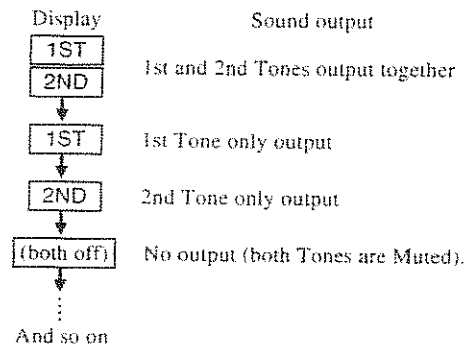 Display Sound output
1ST
1st and 2nd Tones output together
2ND
1ST 1st Tone only output
2ND 2nd Tone only output
(both off) No output (both Tones are Muted).
And so on